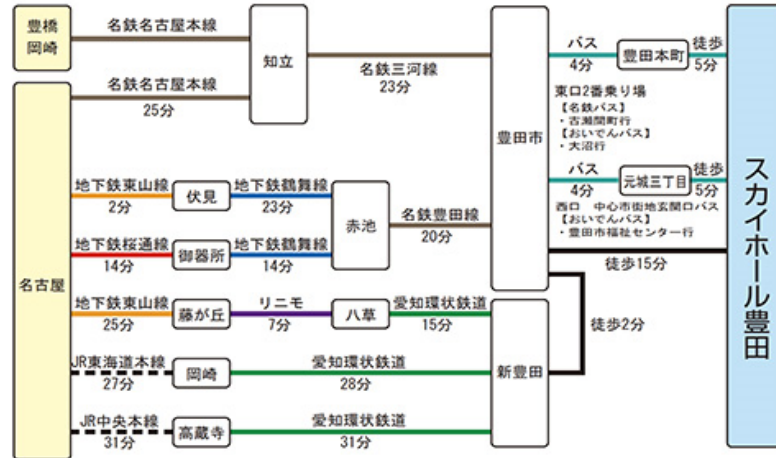 豊橋
岡崎
名鉄名古屋本線
名鉄名古屋本線
25分
知立
名鉄三河線
23分
豊田市
バス
4分
豊田本町
徒歩
5分
東口2番乗り場
【名鉄バス】
・古瀬間町行
【おいでんバス】
・大沼行
バス
4分
元城三丁目
徒歩
5分
西口 中心市街地玄関口バス
【おいでんバス】
・豊田市福祉センター行
徒歩15分
スカイホール豊田
名古屋
地下鉄東山線
2分
伏見
地下鉄鶴舞線
23分
地下鉄桜通線
14分
御器所
地下鉄鶴舞線
14分
赤池
名鉄豊田線
20分
地下鉄東山線
25分
藤が丘
リニモ
7分
八草
愛知環状鉄道
15分
新豊田
徒歩2分
JR東海道本線
27分
岡崎
愛知環状鉄道
28分
JR中央本線
31分
高蔵寺
愛知環状鉄道
31分